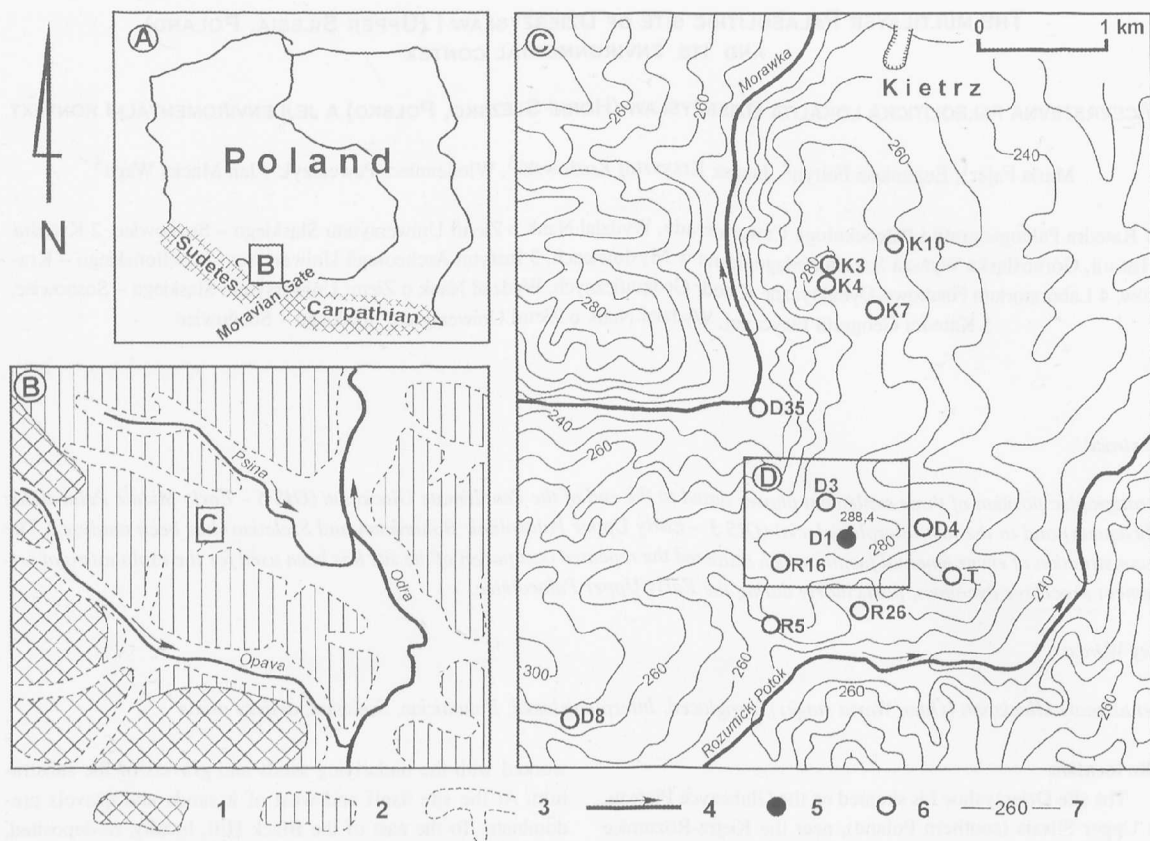 A
Poland
N
Sudetes
B
Moravian Gate
Carpathian
B
Psina
C
Odra
Opava
C
0 1 km
Morawka
Kietrz
260
260
260
240
K10
280
K3
K4
280
K7
D35
240
260
D
D3
288.4
D4
D1
280
R16
T
240
R26
R5
260
300
D8
260
260
Rozumicki Potok
1 2 3 4 5 6 260 7